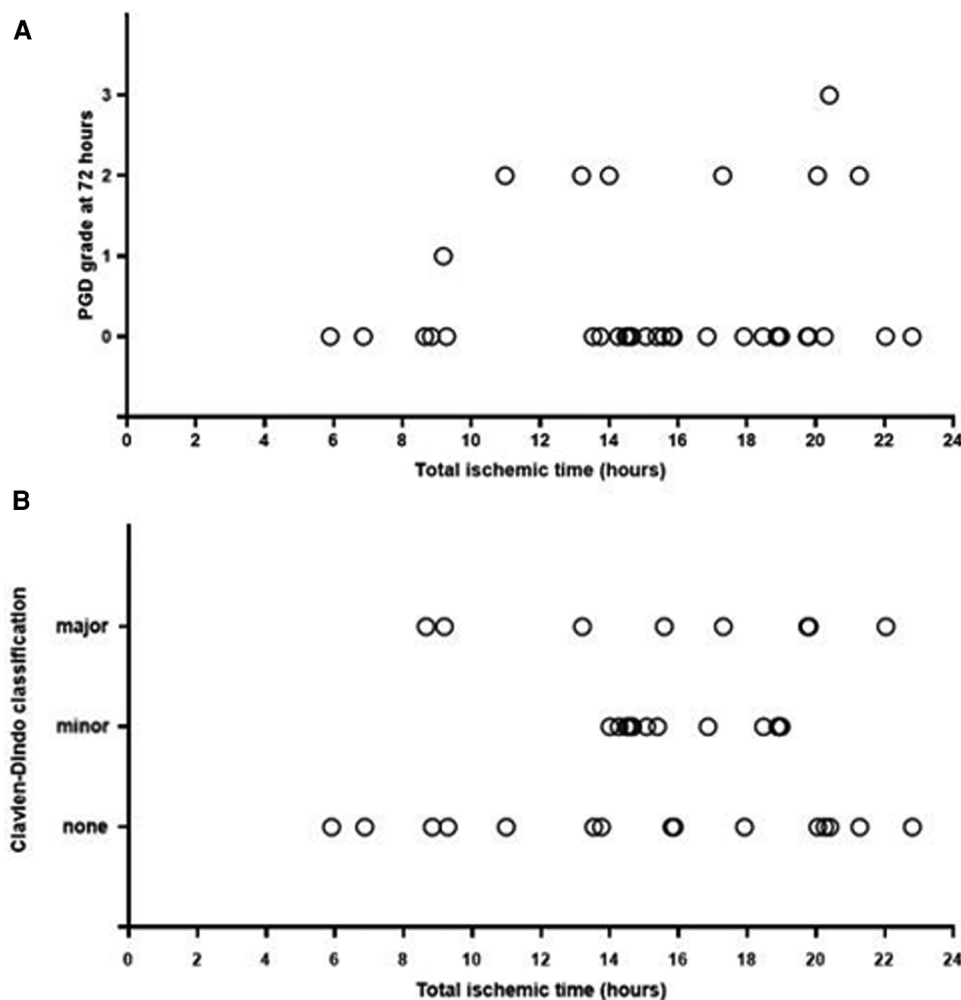 A
PGD grade at 72 hours
3
2
1
0
0 2 4 6 8 10 12 14 16 18 20 22 24
Total ischemic time (hours)
B
Clavien-Dindo classification
major
minor
none
0 2 4 6 8 10 12 14 16 18 20 22 24
Total ischemic time (hours)